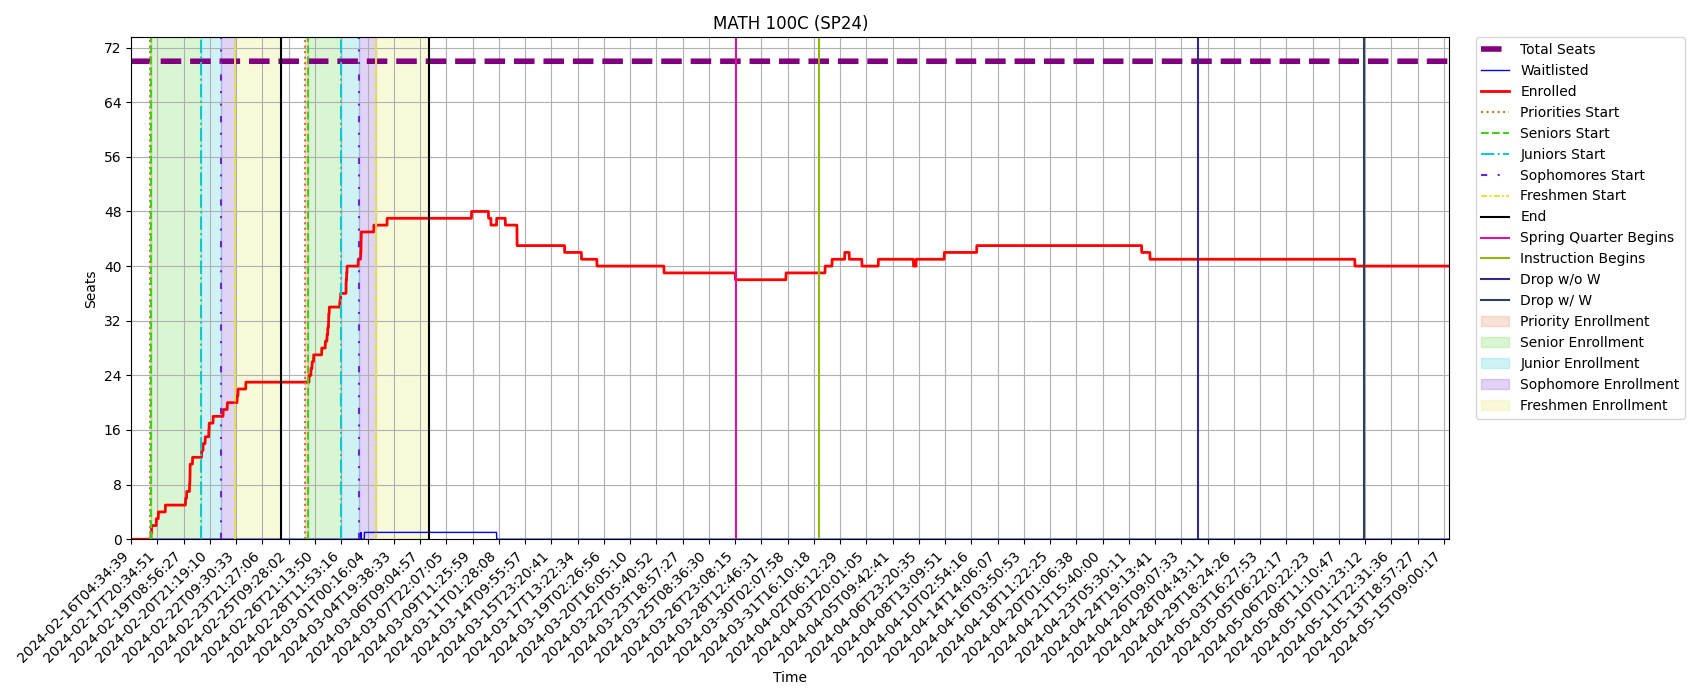 MATH 100C (SP24)
72
64
56
48
40
32
24
16
8
0
Seats
2024-02-16T04:34:39
2024-02-17T20:34:51
2024-02-19T08:56:27
2024-02-20T21:19:10
2024-02-22T09:30:33
2024-02-23T21:27:06
2024-02-25T09:28:02
2024-02-26T21:13:50
2024-02-28T11:53:16
2024-03-01T00:16:04
2024-03-04T19:38:33
2024-03-06T09:04:57
2024-03-07T22:07:05
2024-03-09T11:25:59
2024-03-11T01:28:08
2024-03-14T09:55:57
2024-03-15T23:20:41
2024-03-17T13:22:34
2024-03-19T02:26:56
2024-03-20T16:05:10
2024-03-22T05:40:52
2024-03-23T18:57:27
2024-03-25T08:36:30
2024-03-26T23:08:15
2024-03-28T12:46:31
2024-03-30T02:07:58
2024-03-31T16:10:18
2024-04-02T06:12:29
2024-04-03T20:01:05
2024-04-05T09:42:41
2024-04-06T23:20:35
2024-04-08T13:09:51
2024-04-10T02:54:16
2024-04-14T14:06:07
2024-04-16T03:50:53
2024-04-18T11:22:25
2024-04-20T01:06:38
2024-04-21T15:40:00
2024-04-23T05:30:11
2024-04-24T19:13:41
2024-04-26T09:07:33
2024-04-28T04:43:11
2024-04-29T18:24:26
2024-05-03T16:27:53
2024-05-05T06:22:17
2024-05-06T20:22:23
2024-05-08T11:10:47
2024-05-10T01:23:12
2024-05-11T22:31:36
2024-05-13T18:57:27
2024-05-15T09:00:17
Time
Total Seats
Waitlisted
Enrolled
Priorities Start
Seniors Start
Juniors Start
Sophomores Start
Freshmen Start
End
Spring Quarter Begins
Instruction Begins
Drop w/o W
Drop w/ W
Priority Enrollment
Senior Enrollment
Junior Enrollment
Sophomore Enrollment
Freshmen Enrollment